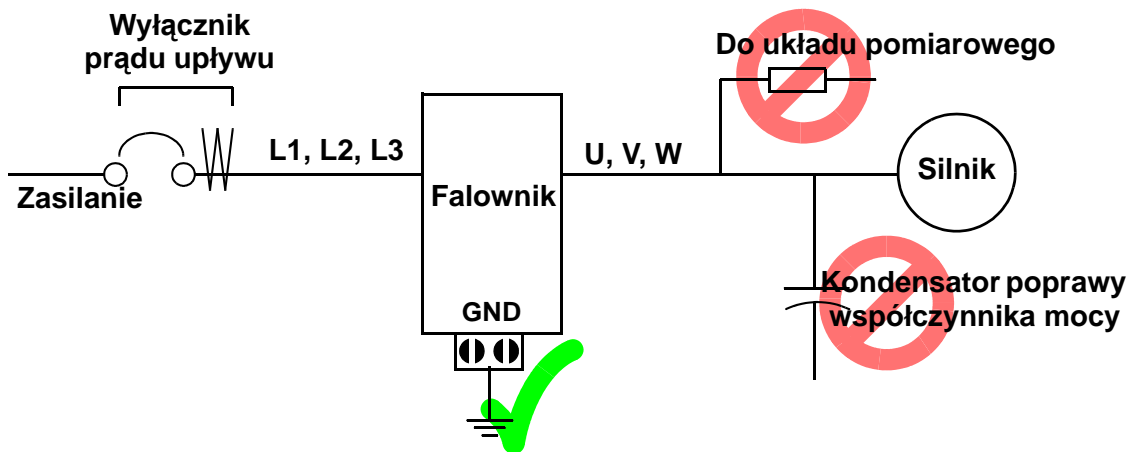 Wyłącznik
prądu upływu
Do układu pomiarowego
L1, L2, L3
U, V, W
Zasilanie
Falownik
Silnik
GND
Kondensator poprawy
współczynnika mocy